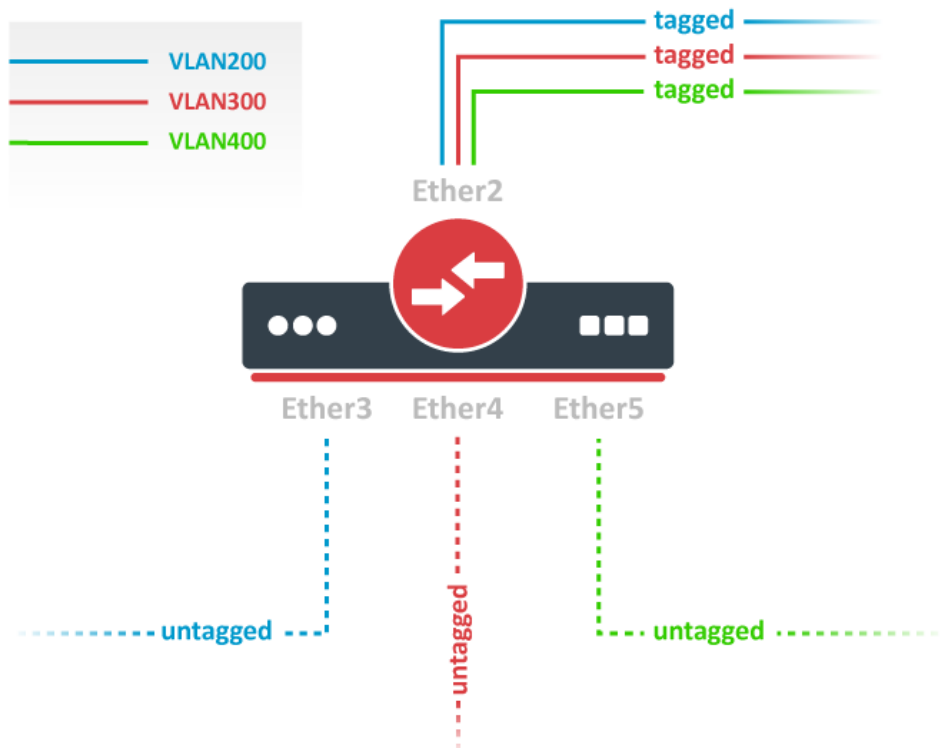 VLAN200
VLAN300
VLAN400
tagged
tagged
tagged
Ether2
Ether3 Ether4 Ether5
untagged
untagged
untagged